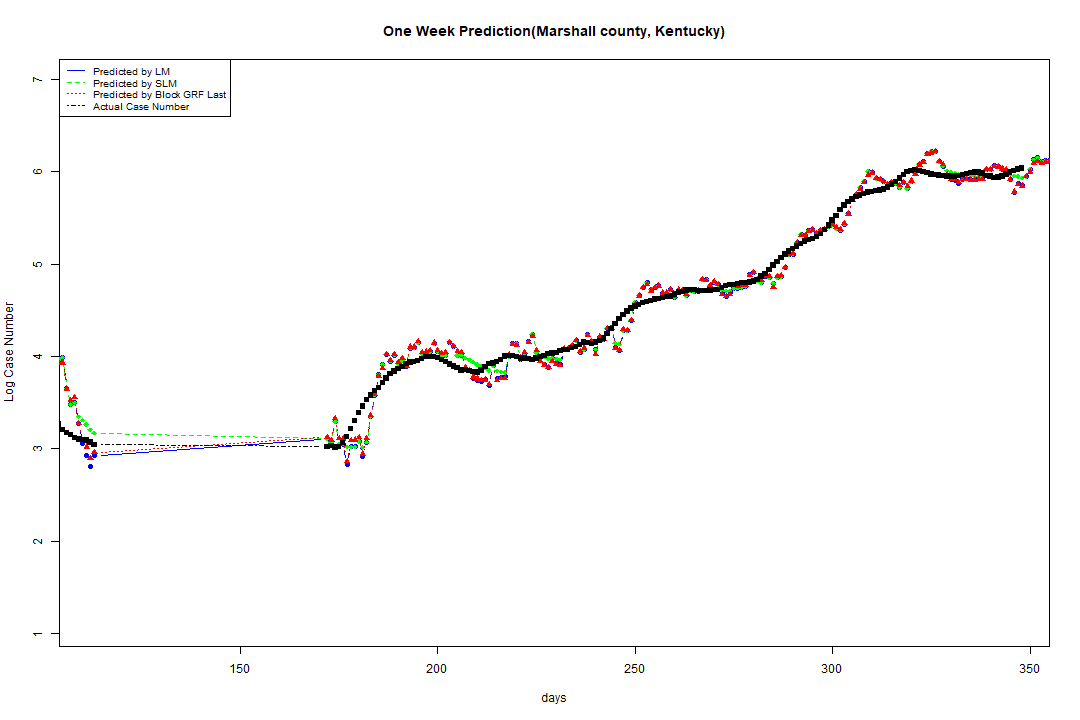 One Week Prediction(Marshall county, Kentucky)
Predicted by LM
Predicted by SLM
Predicted by Block GRF Last
Actual Case Number
7
6
5
4
3
2
1
Log Case Number
150 200 250 300 350
days